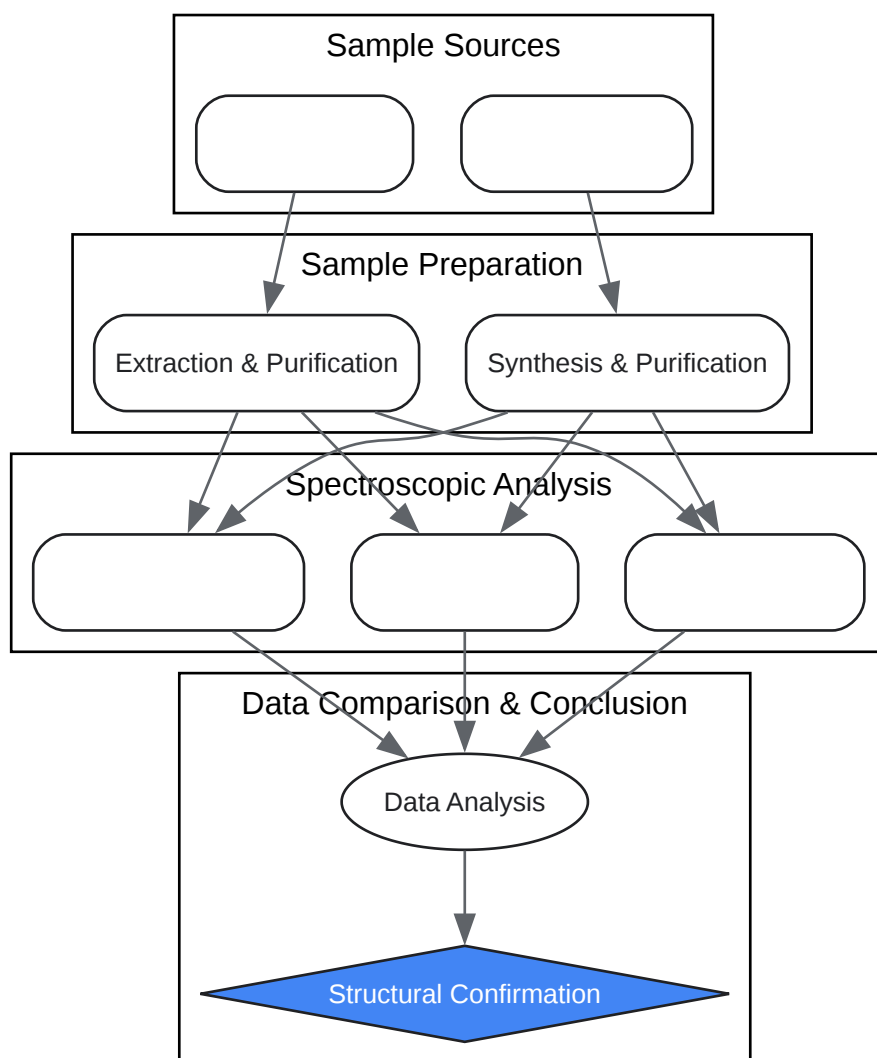 Sample Sources
Sample Preparation
Extraction & Purification
Synthesis & Purification
Spectroscopic Analysis
Data Comparison & Conclusion
Data Analysis
Structural Confirmation